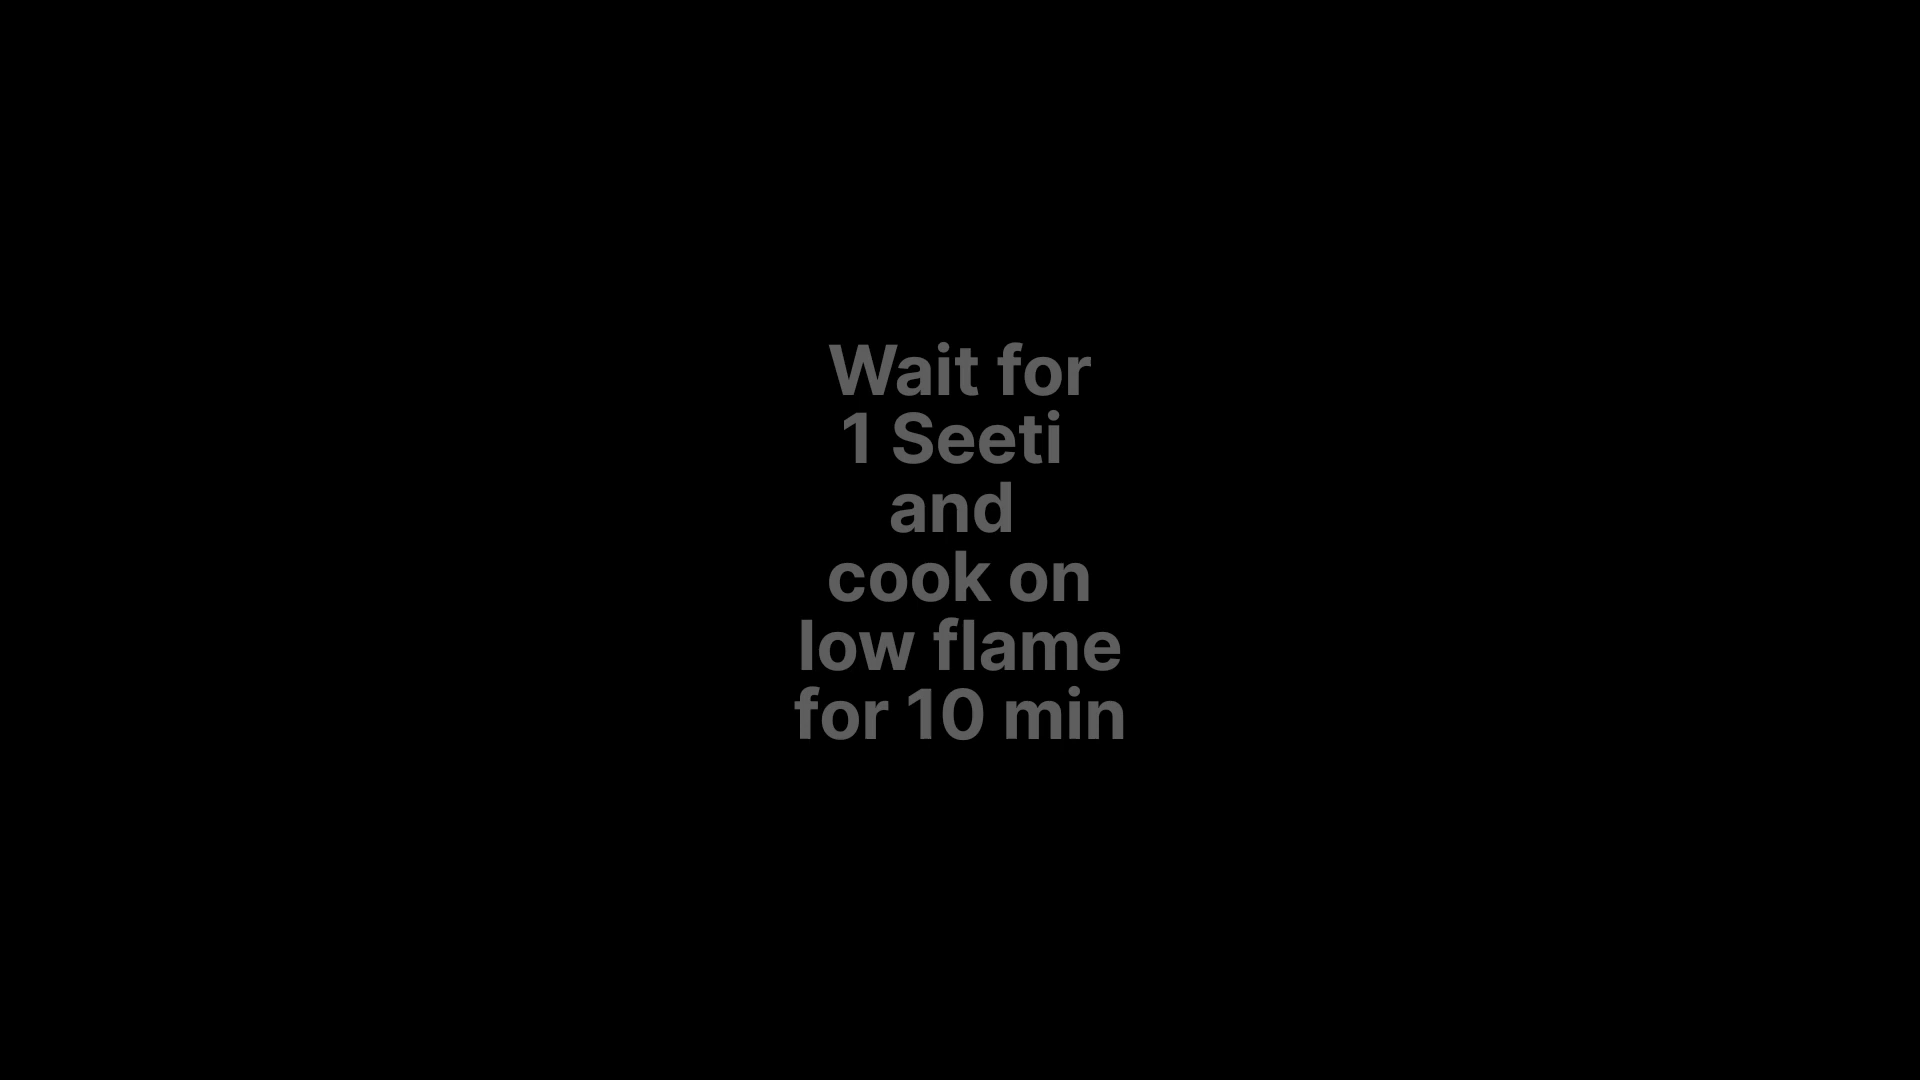 Wait for
1 Seeti
and
cook on
low flame
for 10 min